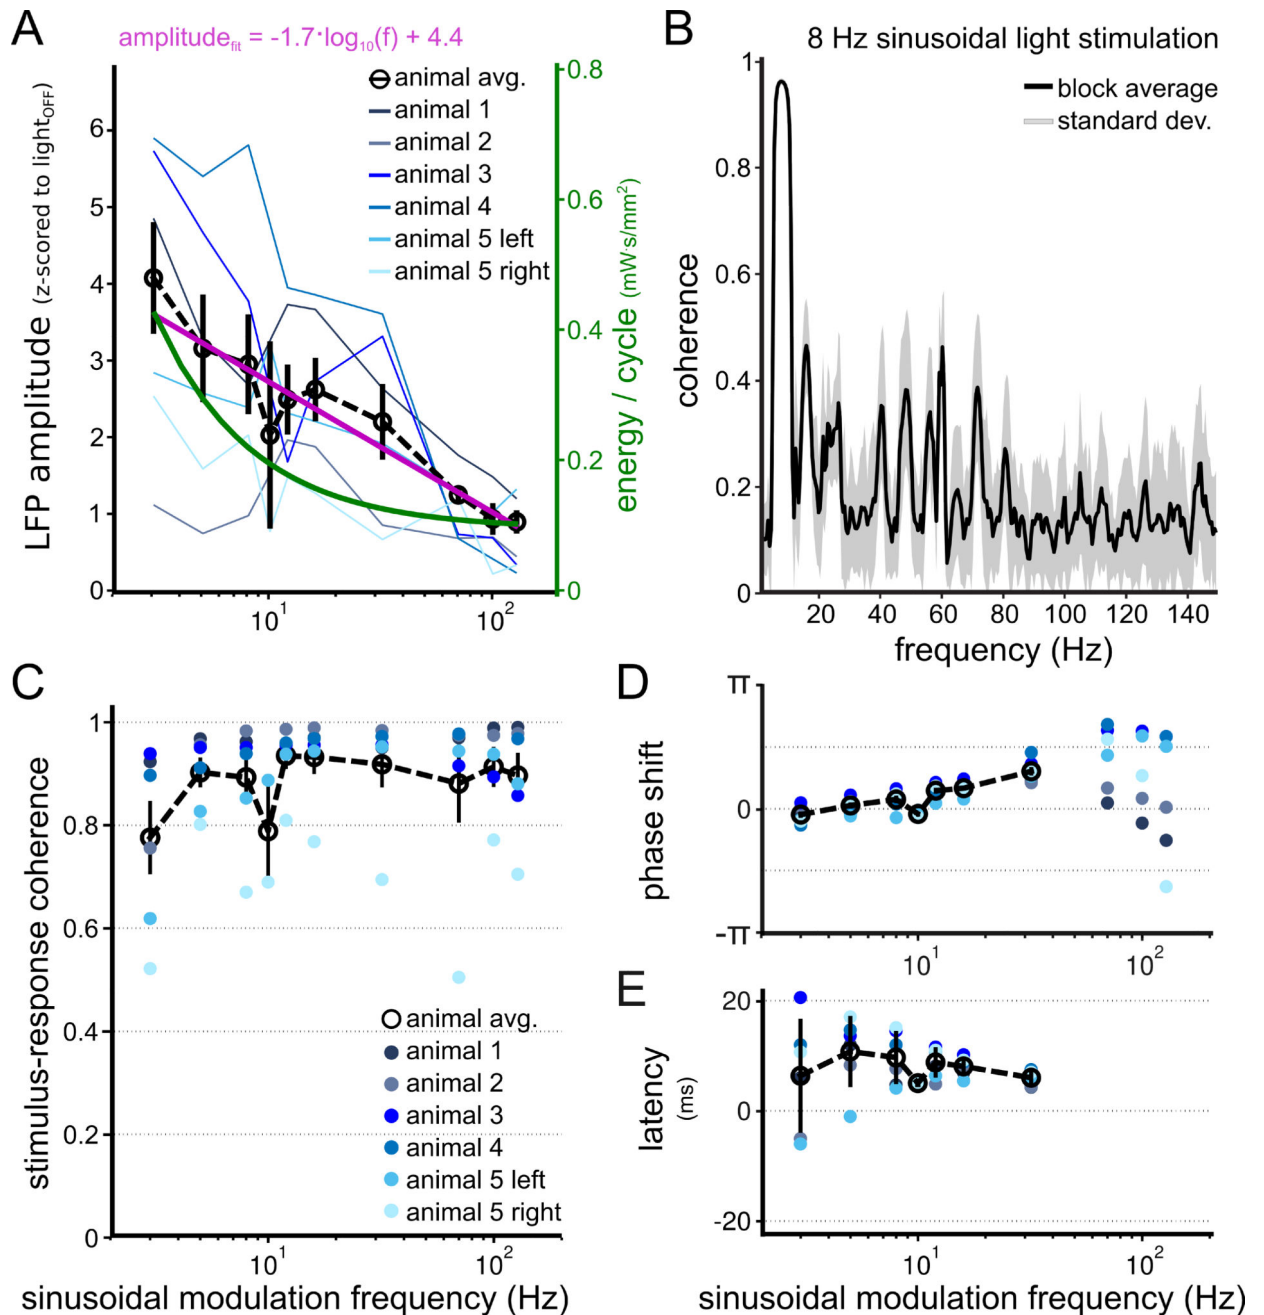 A
amplitude_fit = -1.7·log₁₀(f) + 4.4
LFP amplitude (z-scored to light_OFF)
6
5
4
3
2
1
0
10¹
10²
animal avg.
animal 1
animal 2
animal 3
animal 4
animal 5 left
animal 5 right
0.8
0.6
0.4
0.2
0
energy / cycle (mW·s/mm²)
B
8 Hz sinusoidal light stimulation
block average
standard dev.
coherence
1
0.8
0.6
0.4
0.2
0
20
40
60
80
100
120
140
frequency (Hz)
C
stimulus-response coherence
1
0.8
0.6
0.4
0.2
0
animal avg.
animal 1
animal 2
animal 3
animal 4
animal 5 left
animal 5 right
10¹
10²
sinusoidal modulation frequency (Hz)
D
phase shift
π
0
-π
10¹
10²
E
latency
(ms)
20
0
-20
10¹
10²
sinusoidal modulation frequency (Hz)